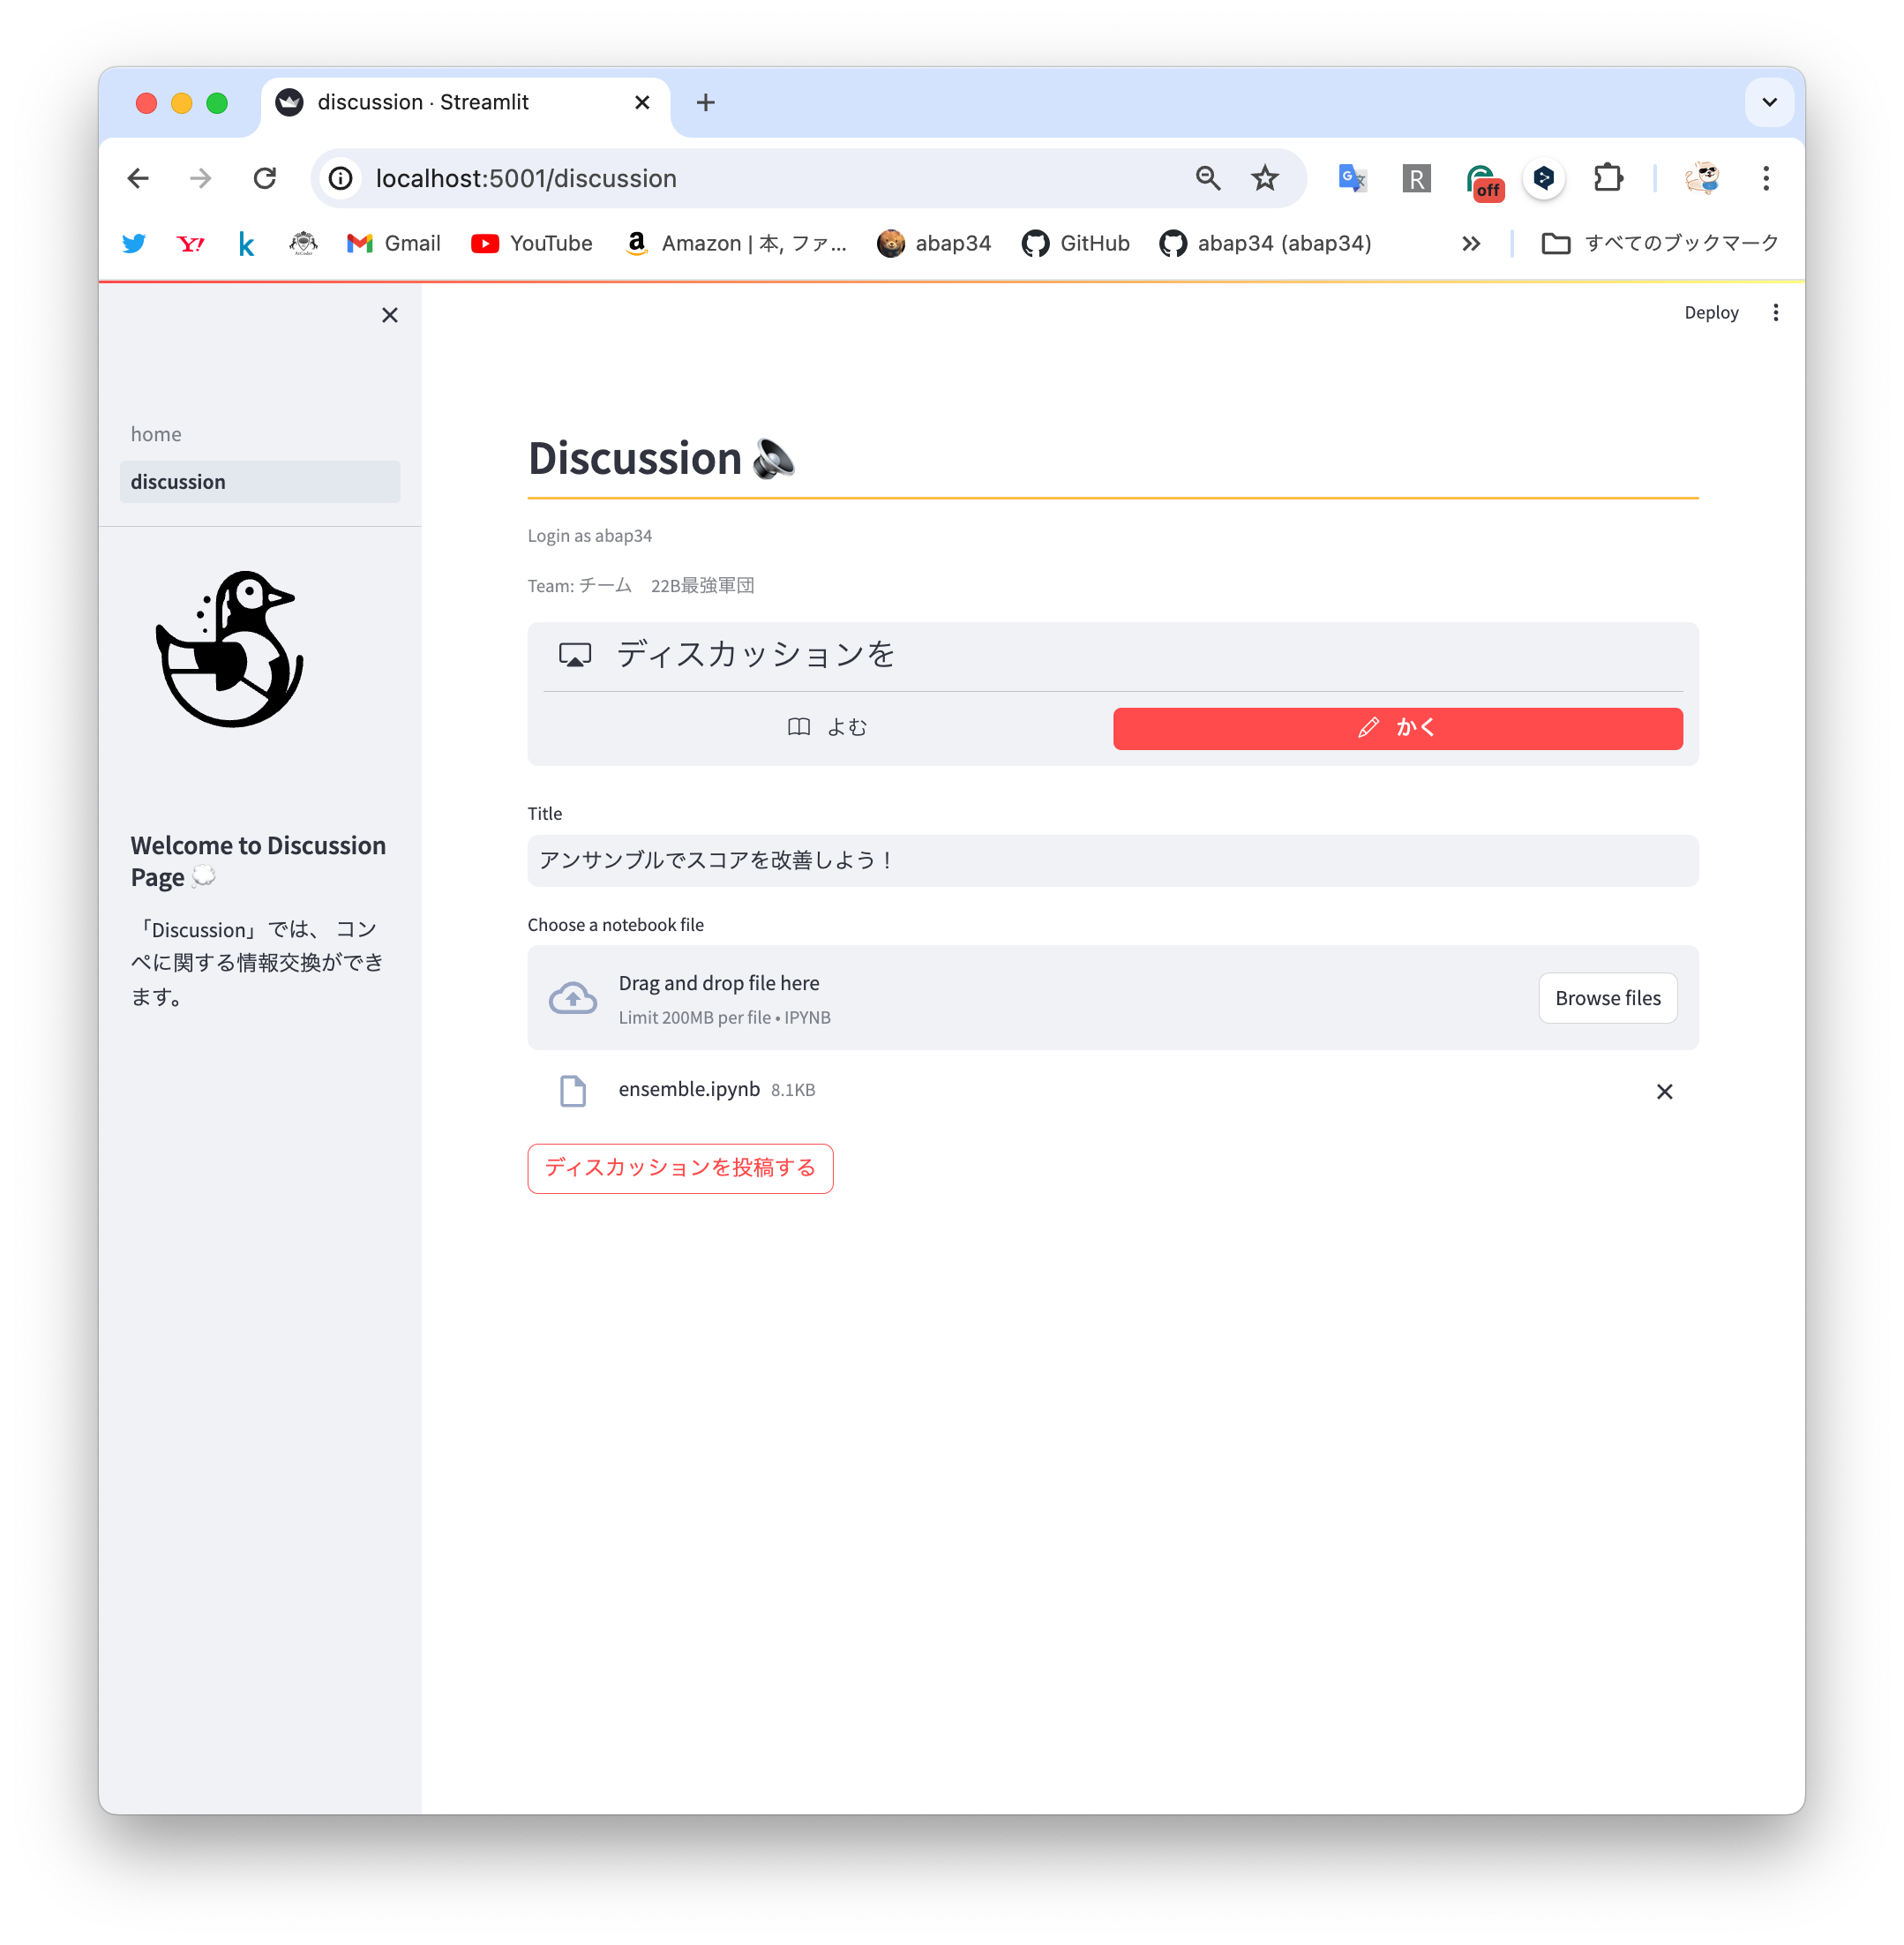 discussion · Streamlit
localhost:5001/discussion
R
off
Y!
k
Gmail
YouTube
a
Amazon | 本, ファ...
abap34
GitHub
abap34 (abap34)
すべてのブックマーク
Deploy
home
discussion
Welcome to Discussion
Page
「Discussion」では、 コン
ペに関する情報交換ができ
ます。
Discussion
Login as abap34
Team: チーム　22B最強軍団
ディスカッションを
よむ
かく
Title
アンサンブルでスコアを改善しよう！
Choose a notebook file
Drag and drop file here
Limit 200MB per file • IPYNB
Browse files
ensemble.ipynb 8.1KB
ディスカッションを投稿する